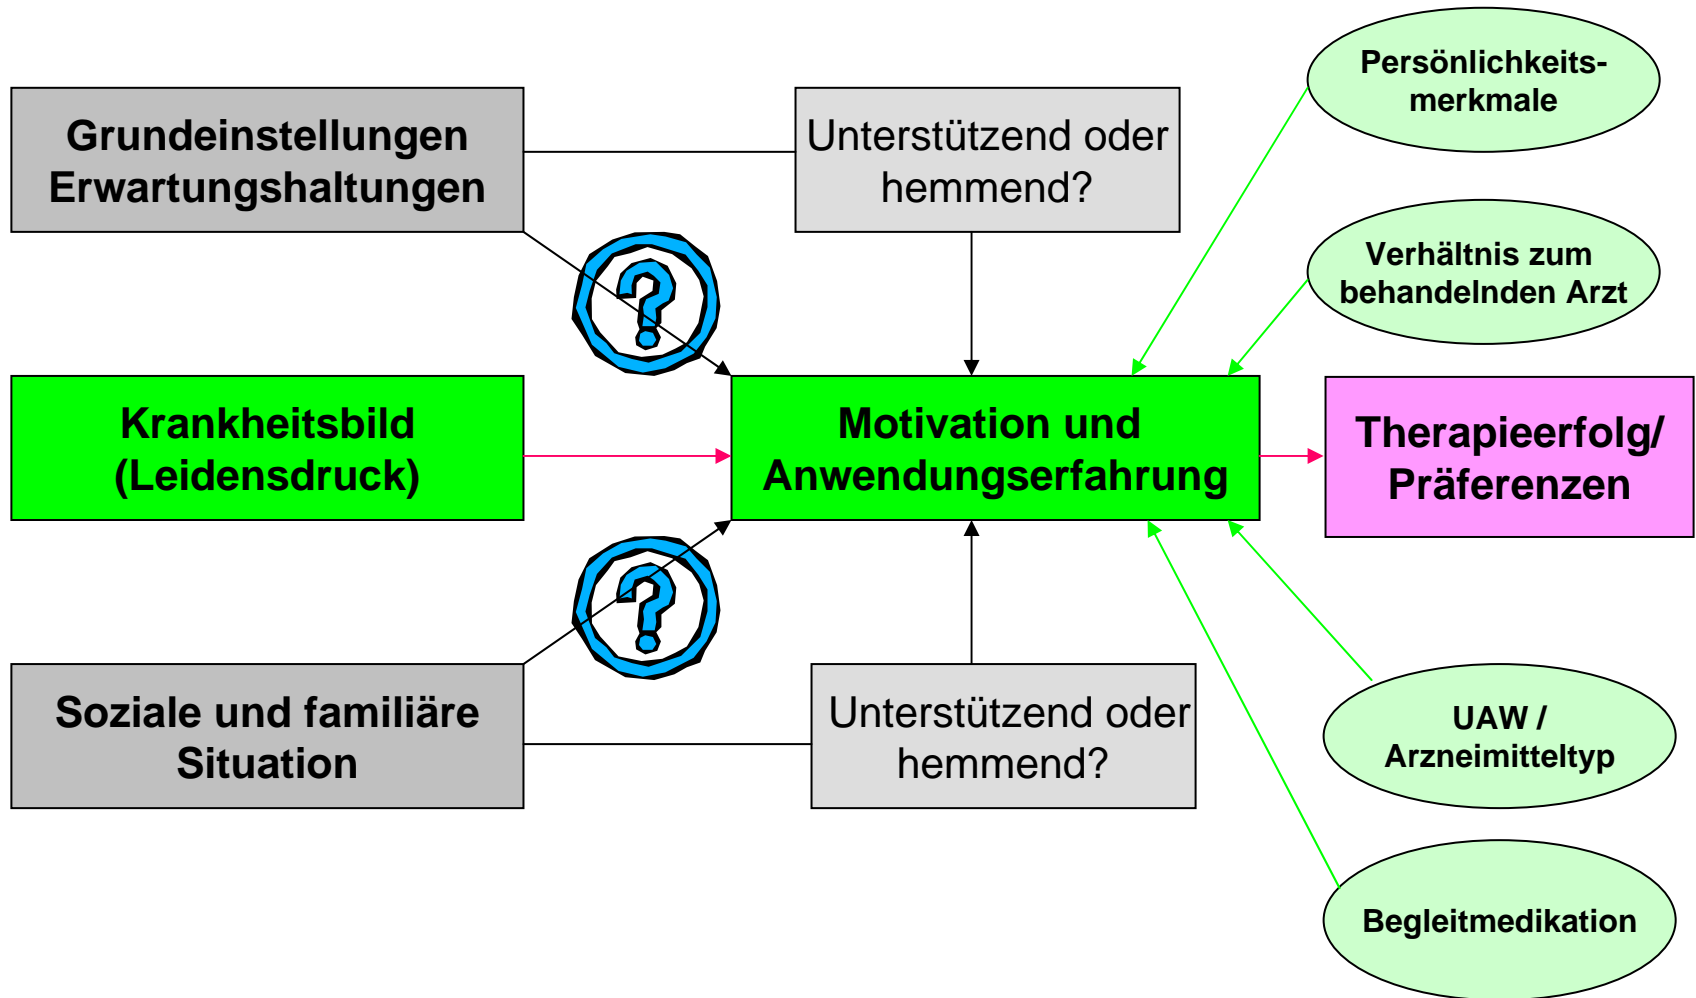 Persönlichkeits-
merkmale
Grundeinstellungen
Erwartungshaltungen
Unterstützend oder
hemmend?
Verhältnis zum
behandelnden Arzt
?
Krankheitsbild
(Leidensdruck)
Motivation und
Anwendungserfahrung
Therapieerfolg/
Präferenzen
?
Soziale und familiäre
Situation
Unterstützend oder
hemmend?
UAW /
Arzneimitteltyp
Begleitmedikation